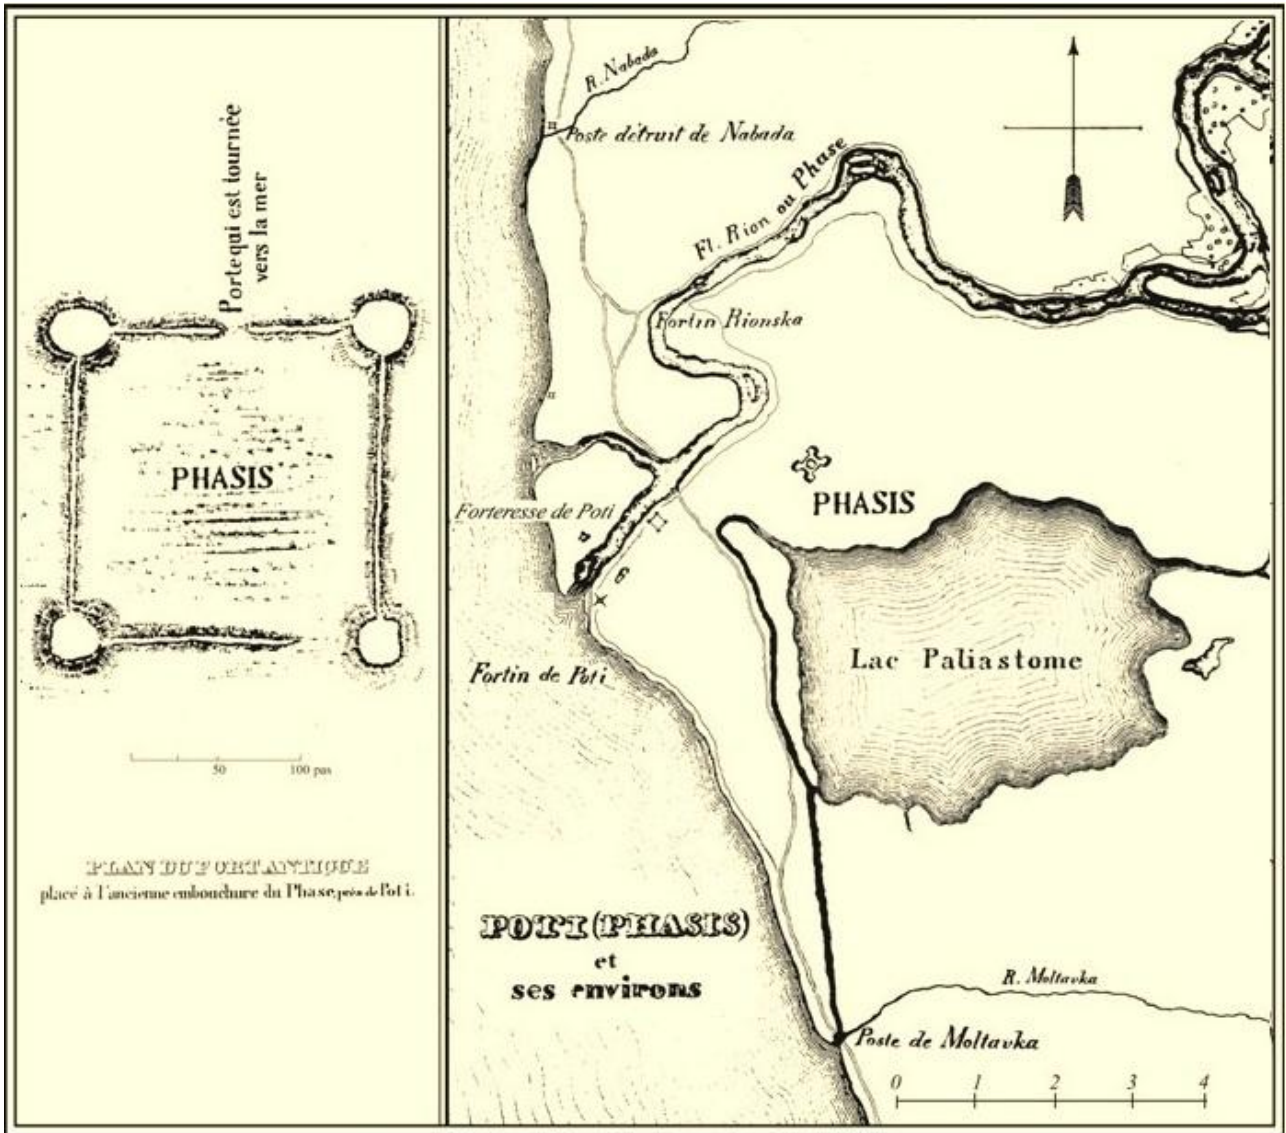 Porte qui est tournée
vers la mer
PHASIS
50 100 pas
PLAN DU FORT ANTIQUE
placé à l'ancienne embouchure du Phase, près de Poti.
R. Nabada
Poste détruit de Nabada
Fl. Rion ou Phase
Fortin Rionska
PHASIS
Forteresse de Poti
Lac Paliastome
Fortin de Poti
POTI (PHASIS)
et
ses environs
R. Moltavka
Poste de Moltavka
0 1 2 3 4